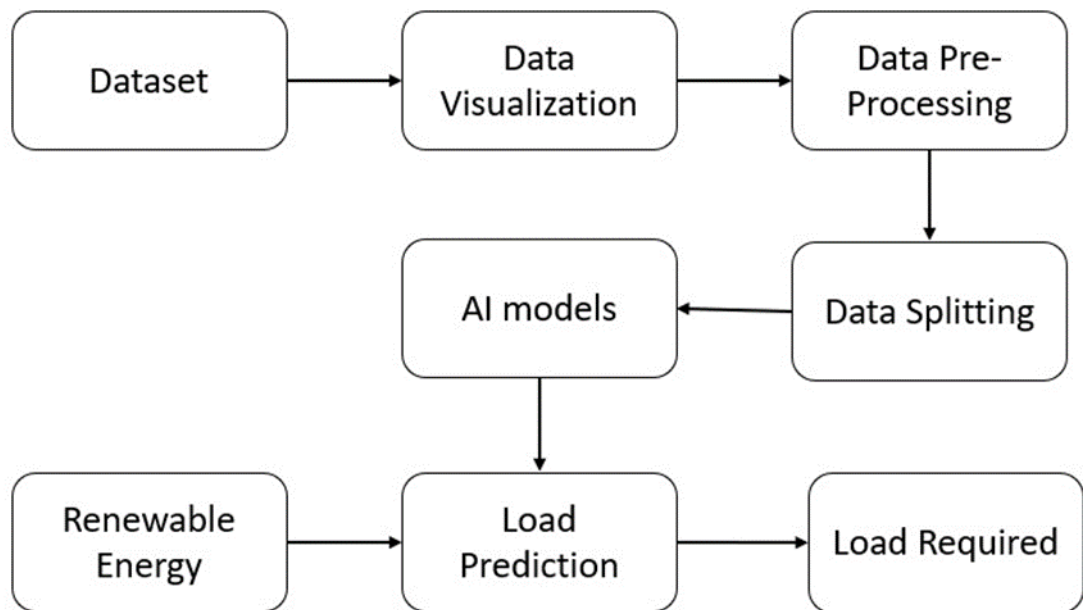 Dataset
Data
Visualization
Data Pre-
Processing
AI models
Data Splitting
Renewable
Energy
Load
Prediction
Load Required